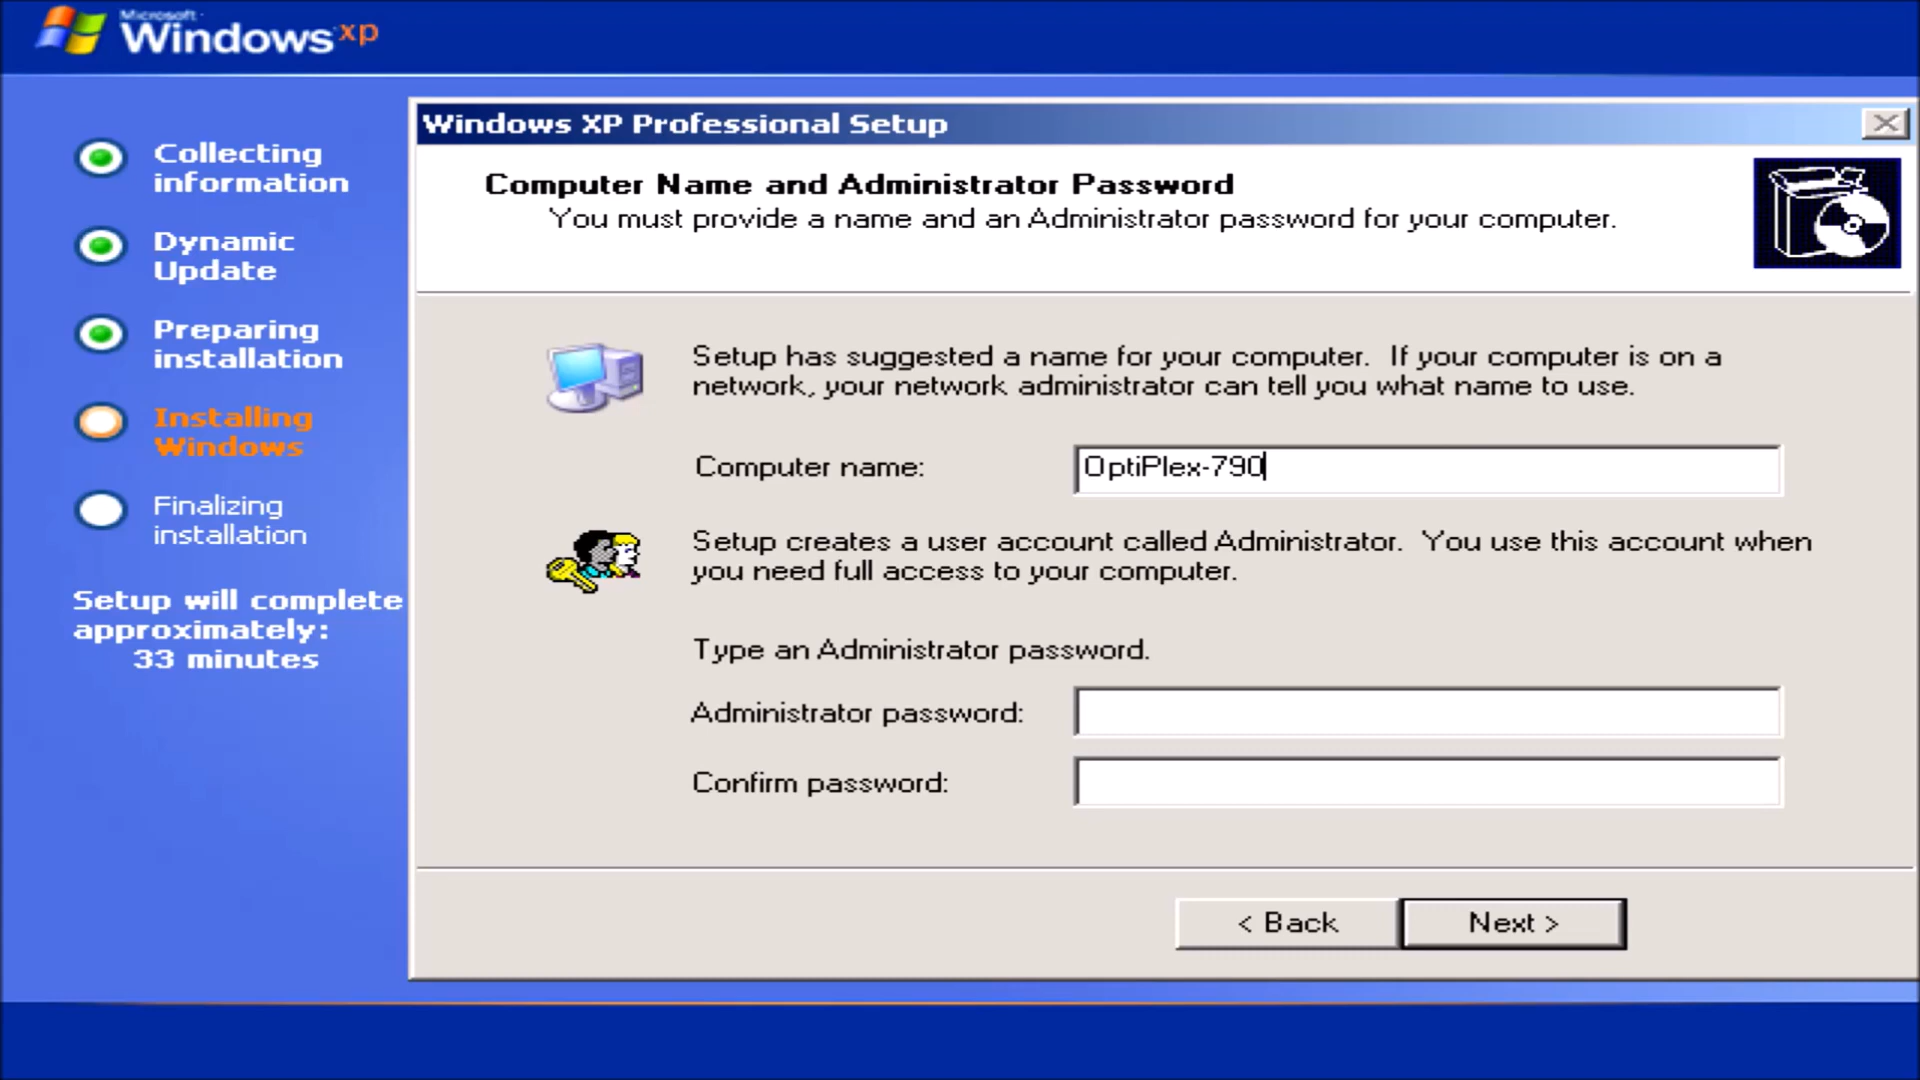 Microsoft
Windows xp
Collecting
information
Dynamic
Update
Preparing
installation
Installing
Windows
Finalizing
installation
Setup will complete
approximately:
33 minutes
Windows XP Professional Setup
Computer Name and Administrator Password
You must provide a name and an Administrator password for your computer.
Setup has suggested a name for your computer. If your computer is on a
network, your network administrator can tell you what name to use.
Computer name: OptiPlex-790
Setup creates a user account called Administrator. You use this account when
you need full access to your computer.
Type an Administrator password.
Administrator password:
Confirm password:
< Back Next >